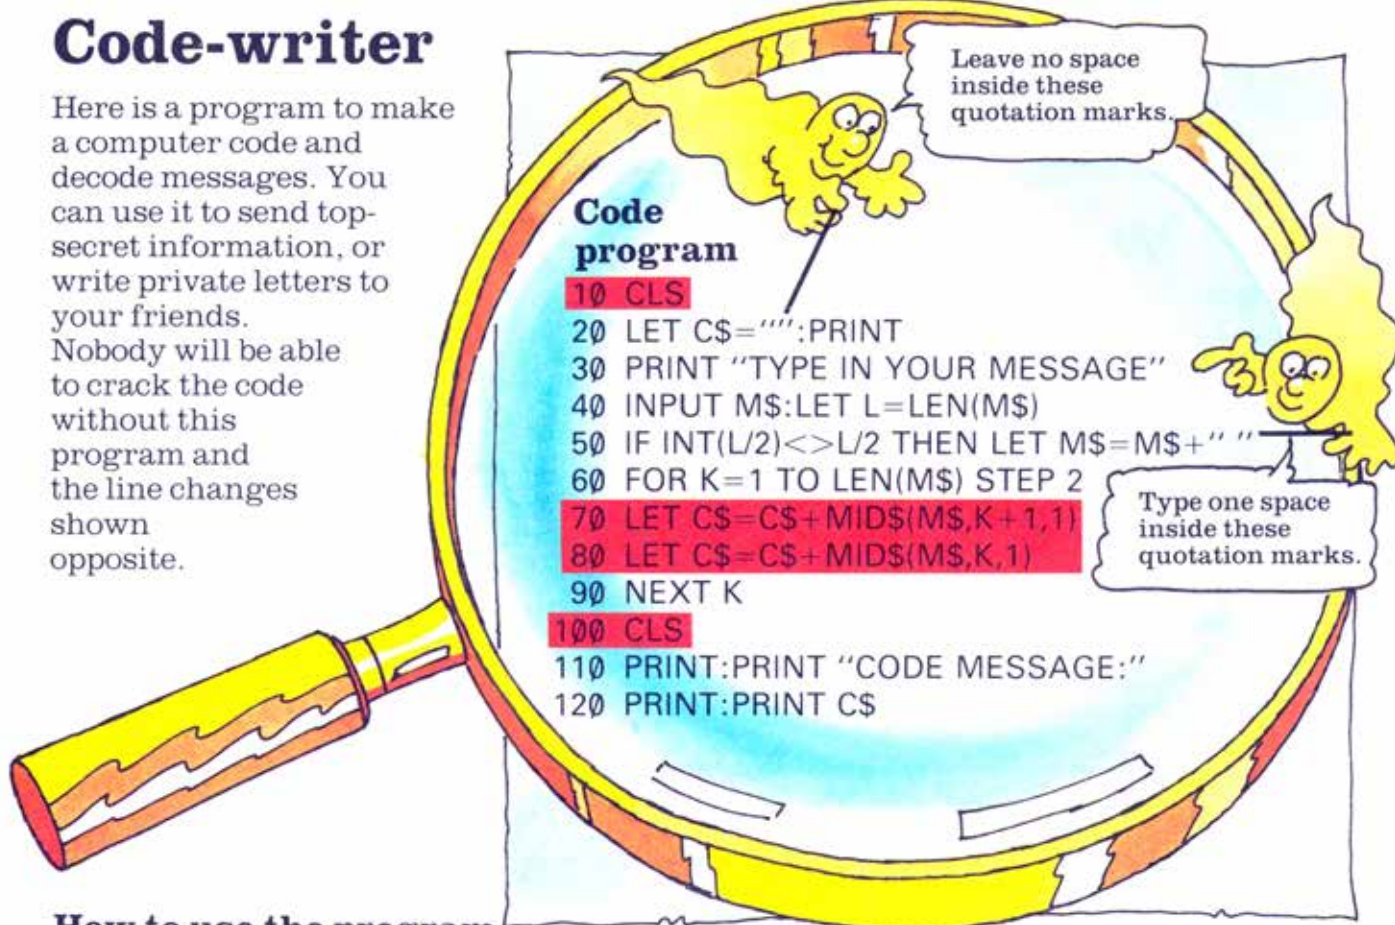 Code-writer
Here is a program to make
a computer code and
decode messages. You
can use it to send top-
secret information, or
write private letters to
your friends.
Nobody will be able
to crack the code
without this
program and
the line changes
shown
opposite.
Leave no space
inside these
quotation marks.
Code
program
10 CLS
20 LET C$="":PRINT
30 PRINT "TYPE IN YOUR MESSAGE"
40 INPUT M$:LET L=LEN(M$)
50 IF INT(L/2)<>L/2 THEN LET M$=M$+" "
60 FOR K=1 TO LEN(M$) STEP 2
70 LET C$=C$+MID$(M$,K+1,1)
80 LET C$=C$+MID$(M$,K,1)
90 NEXT K
100 CLS
110 PRINT:PRINT "CODE MESSAGE:"
120 PRINT:PRINT C$
Type one space
inside these
quotation marks.
How to use the program